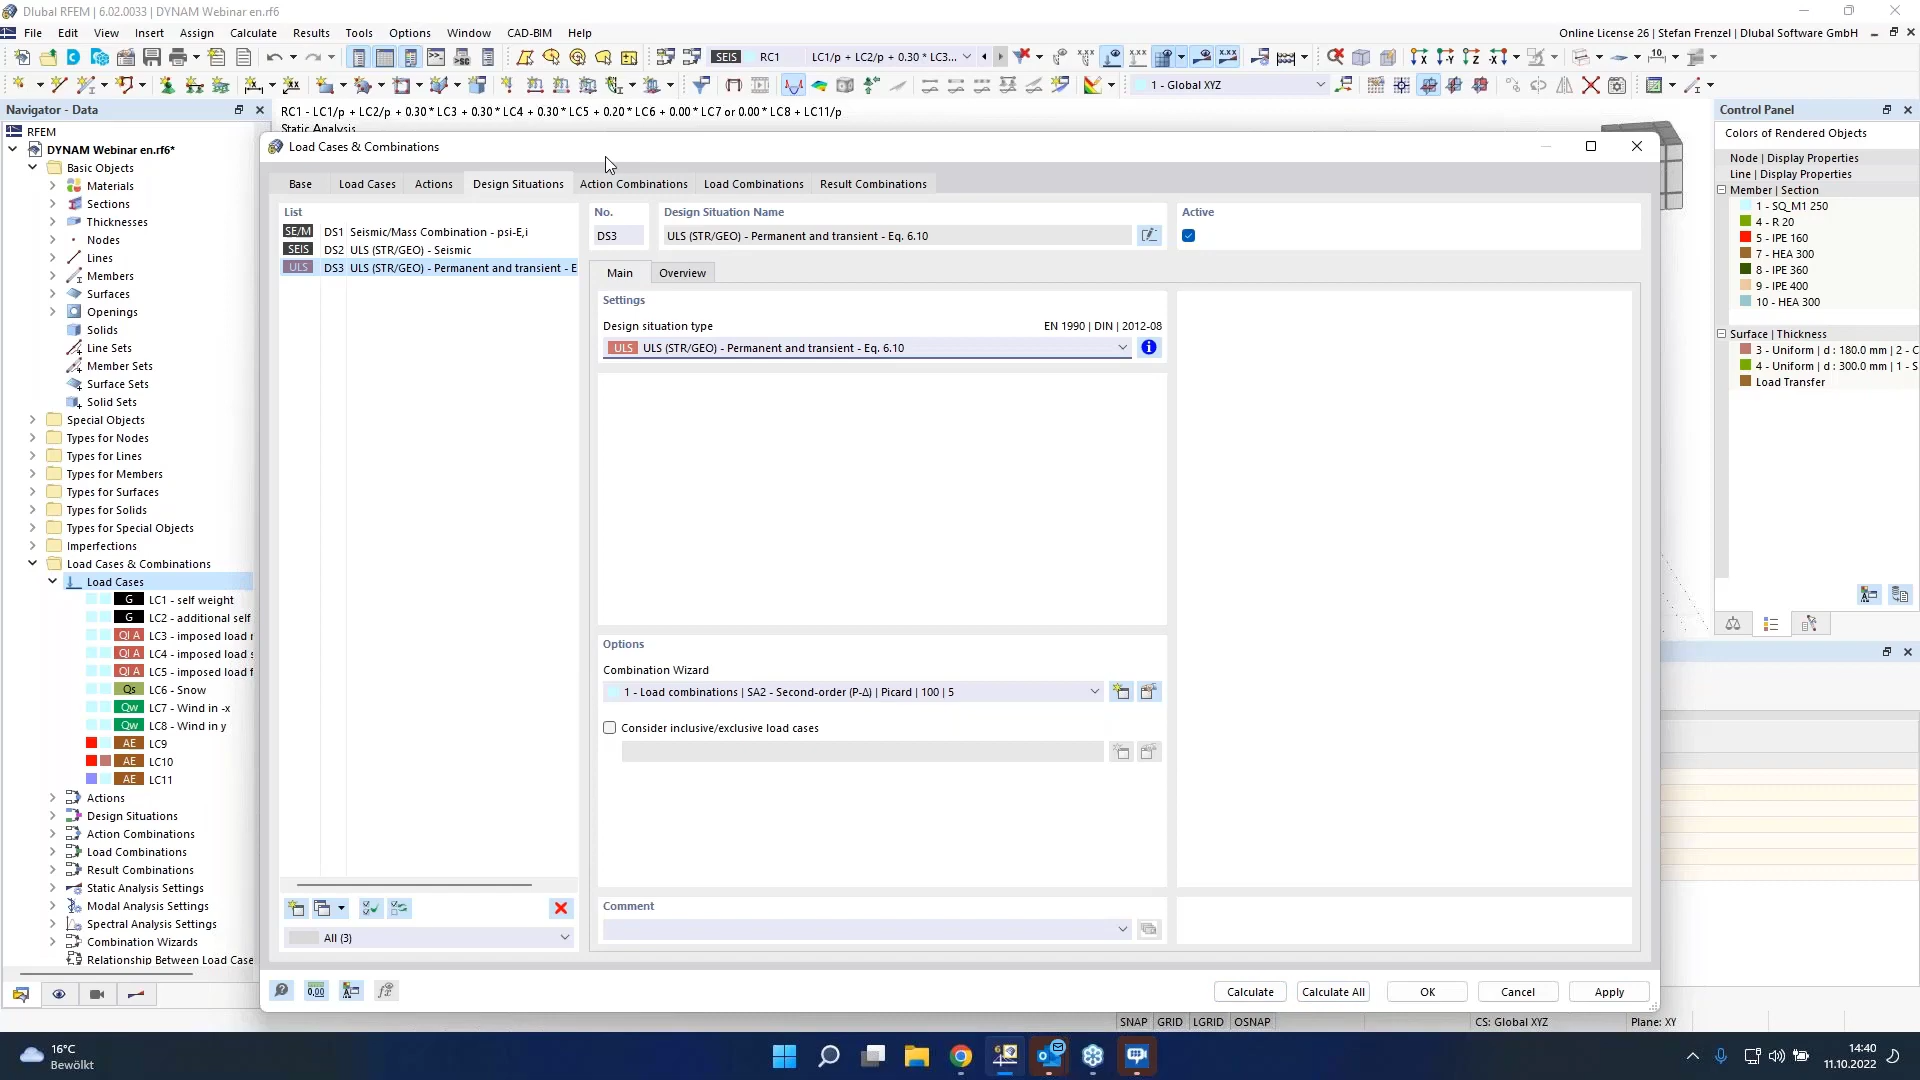 Dlubal RFEM | 6.02.0033 | DYNAM Webinar en.rf6*
File Edit View Insert Assign Calculate Results Tools Options Window CAD-BIM Help
Online License 26 | Stefan Frenzel | Dlubal Software GmbH
SEIS RC1 LC1/p + LC2/p + 0.30 * LC3...
1 - Global XYZ
Navigator - Data
RC1 - LC1/p + LC2/p + 0.30 * LC3 + 0.30 * LC4 + 0.30 * LC5 + 0.20 * LC6 + 0.00 * LC7 or 0.00 * LC8 + LC11/p
Static Analysis
RFEM
DYNAM Webinar en.rf6*
Basic Objects
Materials
Sections
Thicknesses
Nodes
Lines
Members
Surfaces
Openings
Solids
Line Sets
Member Sets
Surface Sets
Solid Sets
Special Objects
Types for Nodes
Types for Lines
Types for Members
Types for Surfaces
Types for Solids
Types for Special Objects
Imperfections
Load Cases & Combinations
Load Cases
G LC1 - self weight
G LC2 - additional self
QI A LC3 - imposed load r
QI A LC4 - imposed load s
QI A LC5 - imposed load f
Qs LC6 - Snow
Qw LC7 - Wind in -x
Qw LC8 - Wind in y
AE LC9
AE LC10
AE LC11
Actions
Design Situations
Action Combinations
Load Combinations
Result Combinations
Static Analysis Settings
Modal Analysis Settings
Spectral Analysis Settings
Combination Wizards
Relationship Between Load Case
Load Cases & Combinations
Base Load Cases Actions Design Situations Action Combinations Load Combinations Result Combinations
List
SE/M DS1 Seismic/Mass Combination - psi-E,i
SEIS DS2 ULS (STR/GEO) - Seismic
ULS DS3 ULS (STR/GEO) - Permanent and transient - E
All (3)
No.
DS3
Design Situation Name
ULS (STR/GEO) - Permanent and transient - Eq. 6.10
Active
Main Overview
Settings
Design situation type EN 1990 | DIN | 2012-08
ULS ULS (STR/GEO) - Permanent and transient - Eq. 6.10
Options
Combination Wizard
1 - Load combinations | SA2 - Second-order (P-Δ) | Picard | 100 | 5
Consider inclusive/exclusive load cases
Comment
Calculate Calculate All OK Cancel Apply
Control Panel
Colors of Rendered Objects
Node | Display Properties
Line | Display Properties
Member | Section
1 - SQ_M1 250
4 - R 20
5 - IPE 160
7 - HEA 300
8 - IPE 360
9 - IPE 400
10 - HEA 300
Surface | Thickness
3 - Uniform | d : 180.0 mm | 2 - C
4 - Uniform | d : 300.0 mm | 1 - S
Load Transfer
SNAP GRID LGRID OSNAP CS: Global XYZ Plane: XY
16°C
Bewölkt
14:40
11.10.2022